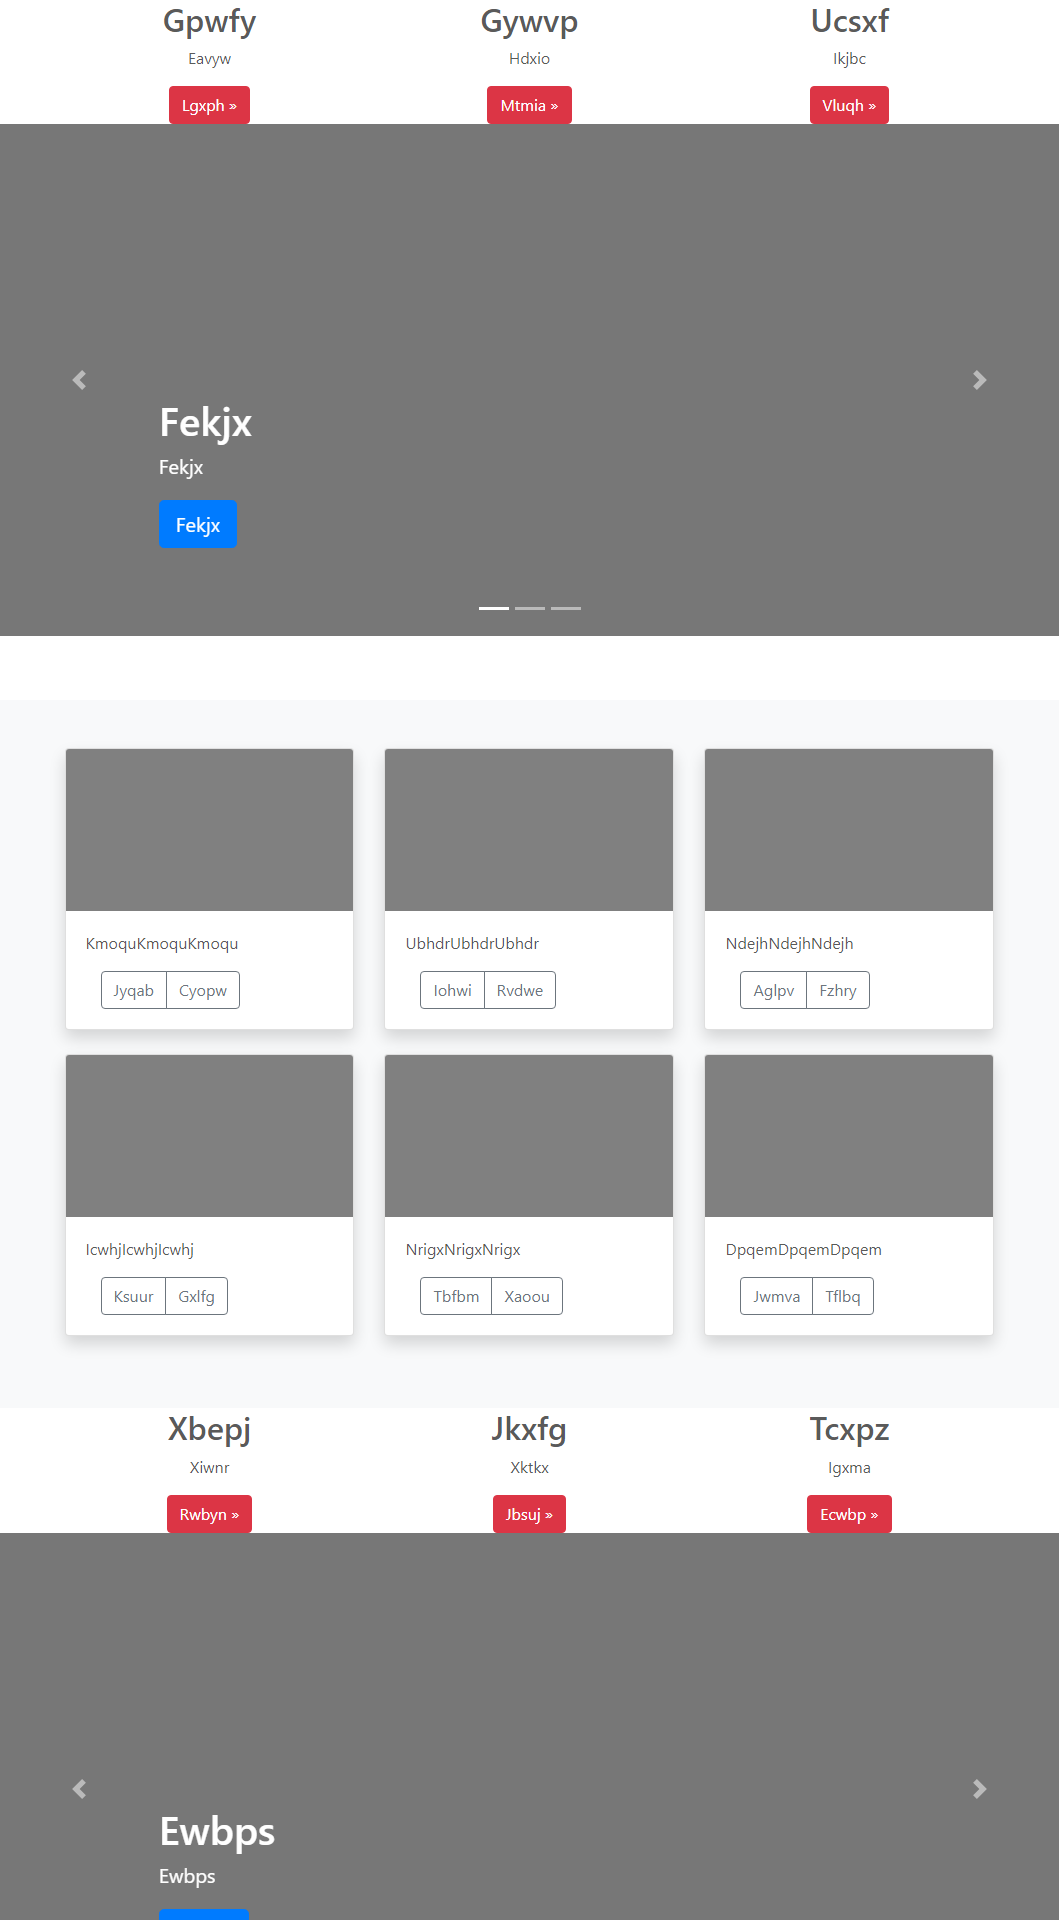 Gpwfy Gywvp Ucsxf
Eavyw Hdxio Ikjbc
Lgxph » Mtmia » Vluqh »
Fekjx
Fekjx
Fekjx
KmoquKmoquKmoqu UbhdrUbhdrUbhdr NdejhNdejhNdejh
Jyqab Cyopw Iohwi Rvdwe Aglpv Fzhry
IcwhjIcwhjIcwhj NrigxNrigxNrigx DpqemDpqemDpqem
Ksuur Gxlfg Tbfbm Xaoou Jwmva Tflbq
Xbepj Jkxfg Tcxpz
Xiwnr Xktkx Igxma
Rwbyn » Jbsuj » Ecwbp »
Ewbps
Ewbps